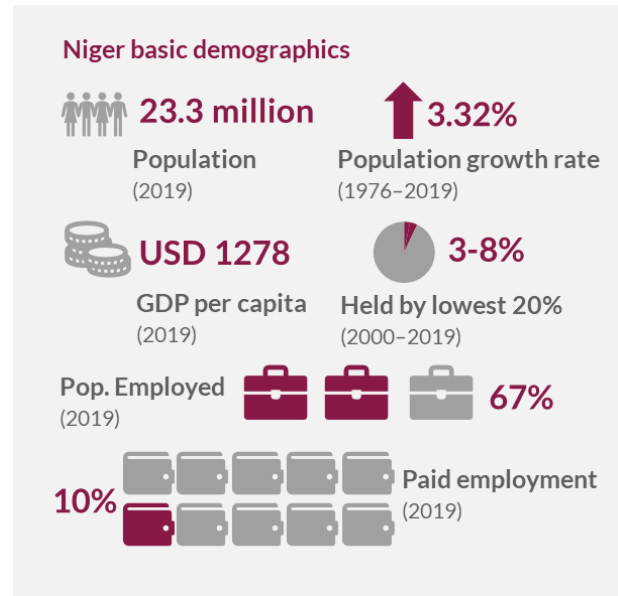 Niger basic demographics
23.3 million
Population
(2019)
3.32%
Population growth rate
(1976–2019)
USD 1278
GDP per capita
(2019)
3-8%
Held by lowest 20%
(2000–2019)
Pop. Employed
(2019)
67%
10%
Paid employment
(2019)